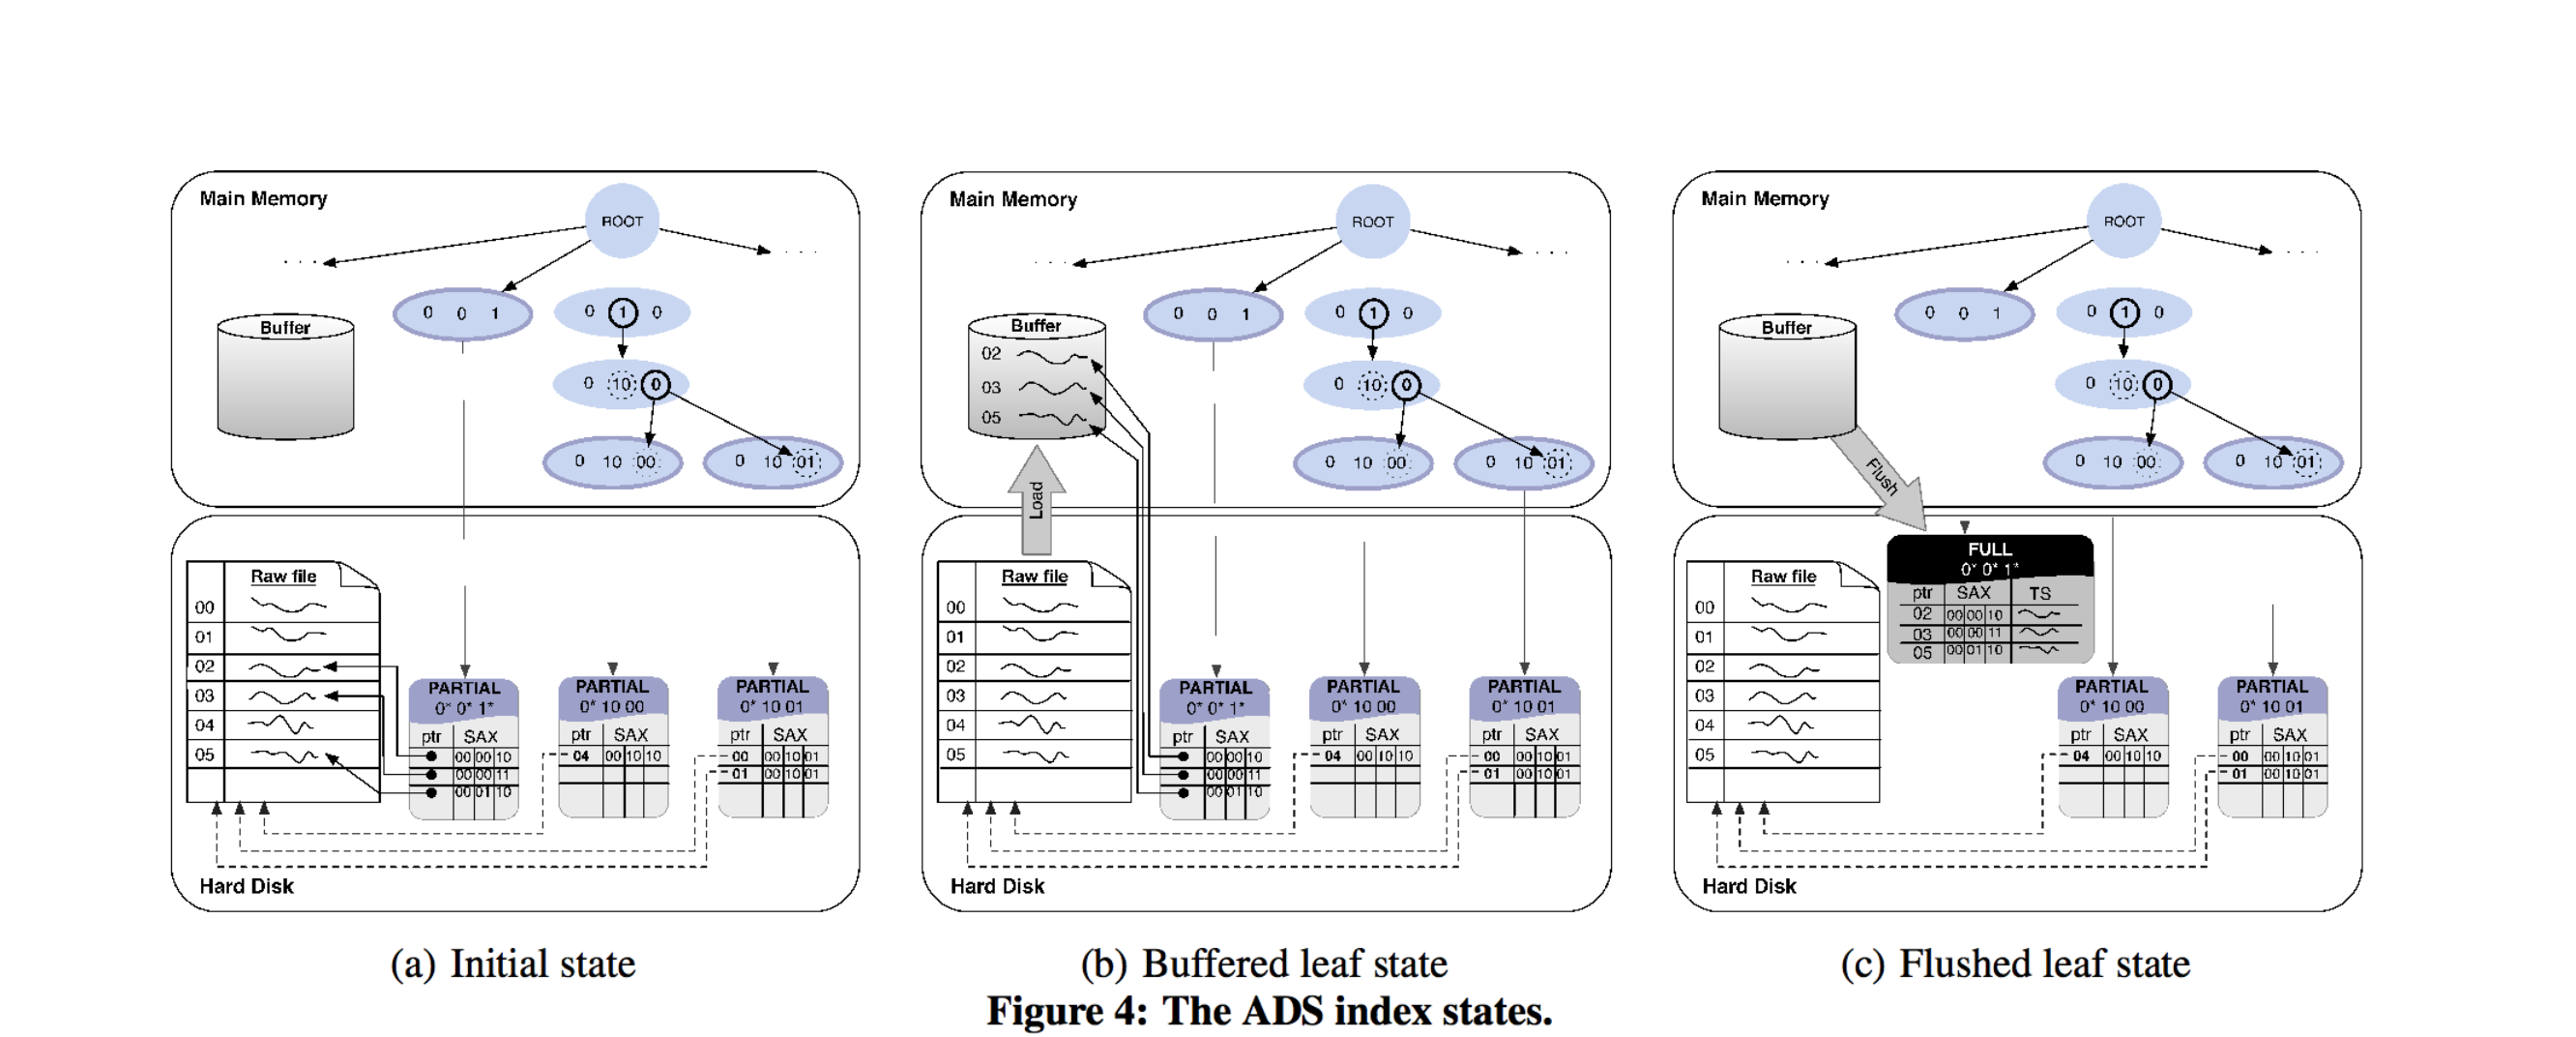 Main Memory
ROOT
. . .
. . . .
0 0 1
0 1 0
Buffer
0 10 0
0 10 00
0 10 01
Raw file
00
01
02
03
04
05
PARTIAL
0* 0* 1*
ptr SAX
00 00 10
00 00 11
00 01 10
PARTIAL
0* 10 00
ptr SAX
04 00 10 10
PARTIAL
0* 10 01
ptr SAX
00 00 10 01
01 00 10 01
Hard Disk
(a) Initial state
Main Memory
ROOT
. . .
. . . .
0 0 1
0 1 0
Buffer
02
03
05
0 10 0
0 10 00
0 10 01
Load
Raw file
00
01
02
03
04
05
PARTIAL
0* 0* 1*
ptr SAX
00 00 10
00 00 11
00 01 10
PARTIAL
0* 10 00
ptr SAX
04 00 10 10
PARTIAL
0* 10 01
ptr SAX
00 00 10 01
01 00 10 01
Hard Disk
(b) Buffered leaf state
Main Memory
ROOT
. . .
. . . .
0 0 1
0 1 0
Buffer
0 10 0
0 10 00
0 10 01
Flush
FULL
0* 0* 1*
ptr SAX TS
02 00 00 10
03 00 00 11
05 00 01 10
Raw file
00
01
02
03
04
05
PARTIAL
0* 10 00
ptr SAX
04 00 10 10
PARTIAL
0* 10 01
ptr SAX
00 00 10 01
01 00 10 01
Hard Disk
(c) Flushed leaf state
Figure 4: The ADS index states.